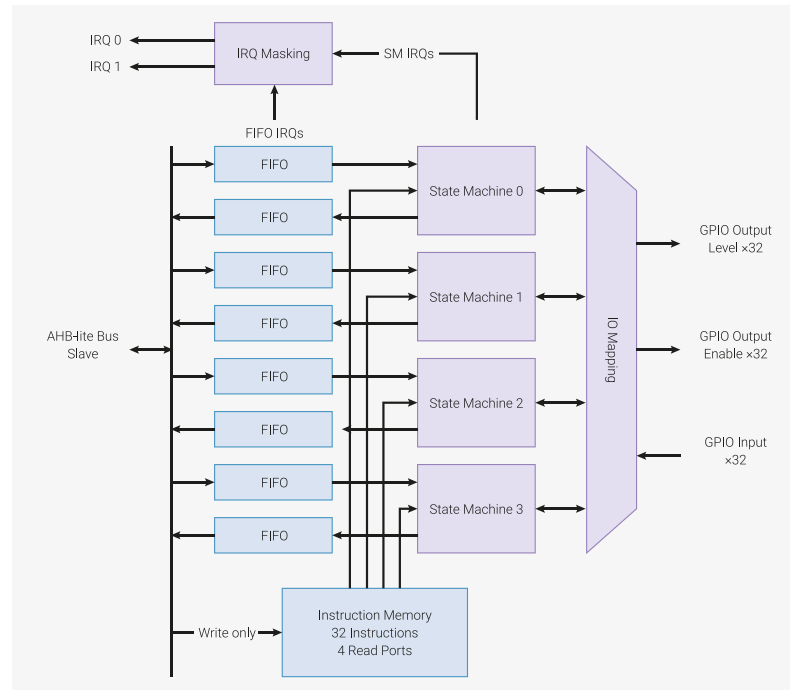 IRQ 0
IRQ 1
IRQ Masking
SM IRQs
FIFO IRQs
FIFO
FIFO
FIFO
FIFO
FIFO
FIFO
FIFO
FIFO
State Machine 0
State Machine 1
State Machine 2
State Machine 3
AHB-lite Bus
Slave
IO Mapping
GPIO Output
Level ×32
GPIO Output
Enable ×32
GPIO Input
×32
Write only
Instruction Memory
32 Instructions
4 Read Ports